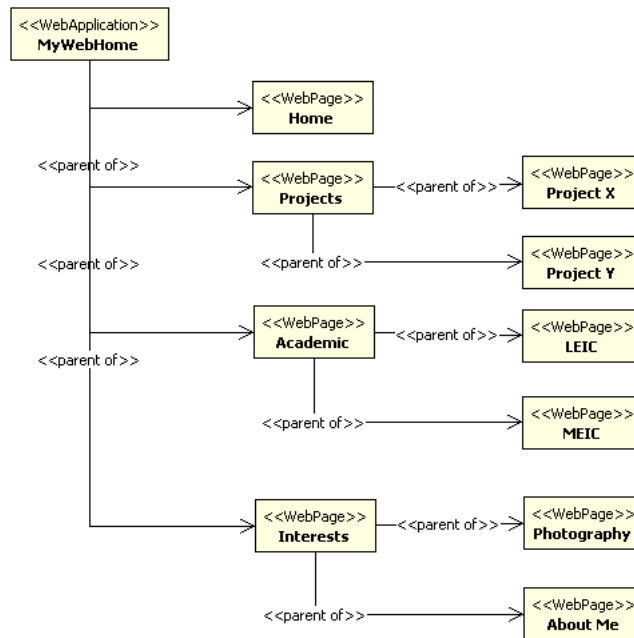 <<WebApplication>>
MyWebHome
<<WebPage>>
Home
<<parent of>>
<<WebPage>>
Projects
<<parent of>>
<<WebPage>>
Project X
<<parent of>>
<<parent of>>
<<WebPage>>
Project Y
<<WebPage>>
Academic
<<parent of>>
<<WebPage>>
LEIC
<<parent of>>
<<parent of>>
<<WebPage>>
MEIC
<<WebPage>>
Interests
<<parent of>>
<<WebPage>>
Photography
<<parent of>>
<<WebPage>>
About Me